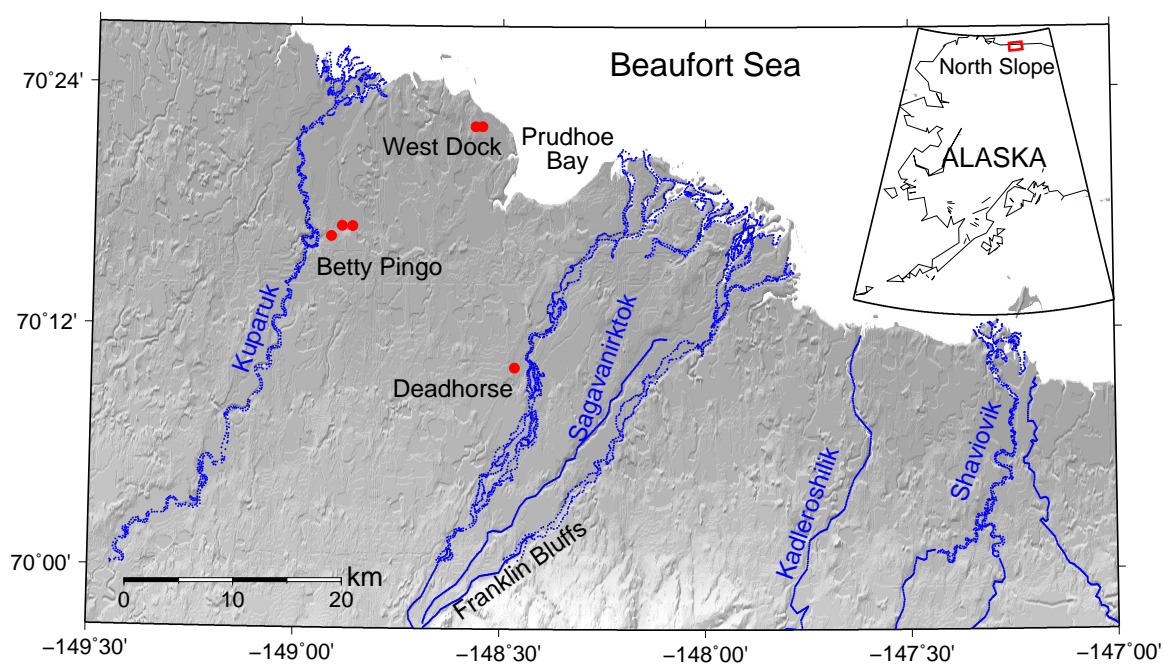 Beaufort Sea
North Slope
70°24'
West Dock
Prudhoe
Bay
ALASKA
Betty Pingo
Kuparuk
Sagavanirktok
70°12'
Deadhorse
Kadleroshilik
Shaviovik
Franklin Bluffs
70°00'
km
0 10 20
−149°30' −149°00' −148°30' −148°00' −147°30' −147°00'